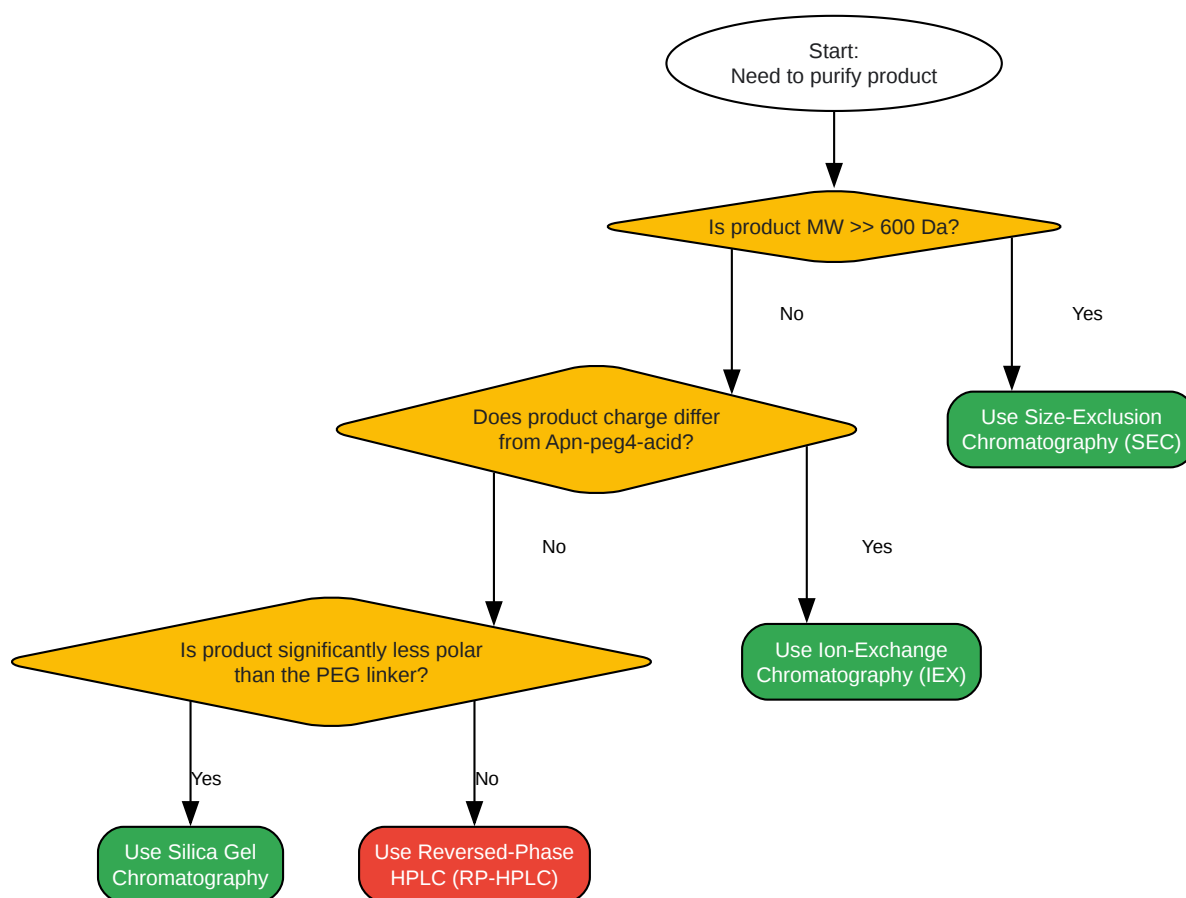 Start:
Need to purify product
Is product MW >> 600 Da?
No
Yes
Does product charge differ
from Apn-peg4-acid?
Use Size-Exclusion
Chromatography (SEC)
No
Yes
Is product significantly less polar
than the PEG linker?
Use Ion-Exchange
Chromatography (IEX)
Yes
No
Use Silica Gel
Chromatography
Use Reversed-Phase
HPLC (RP-HPLC)